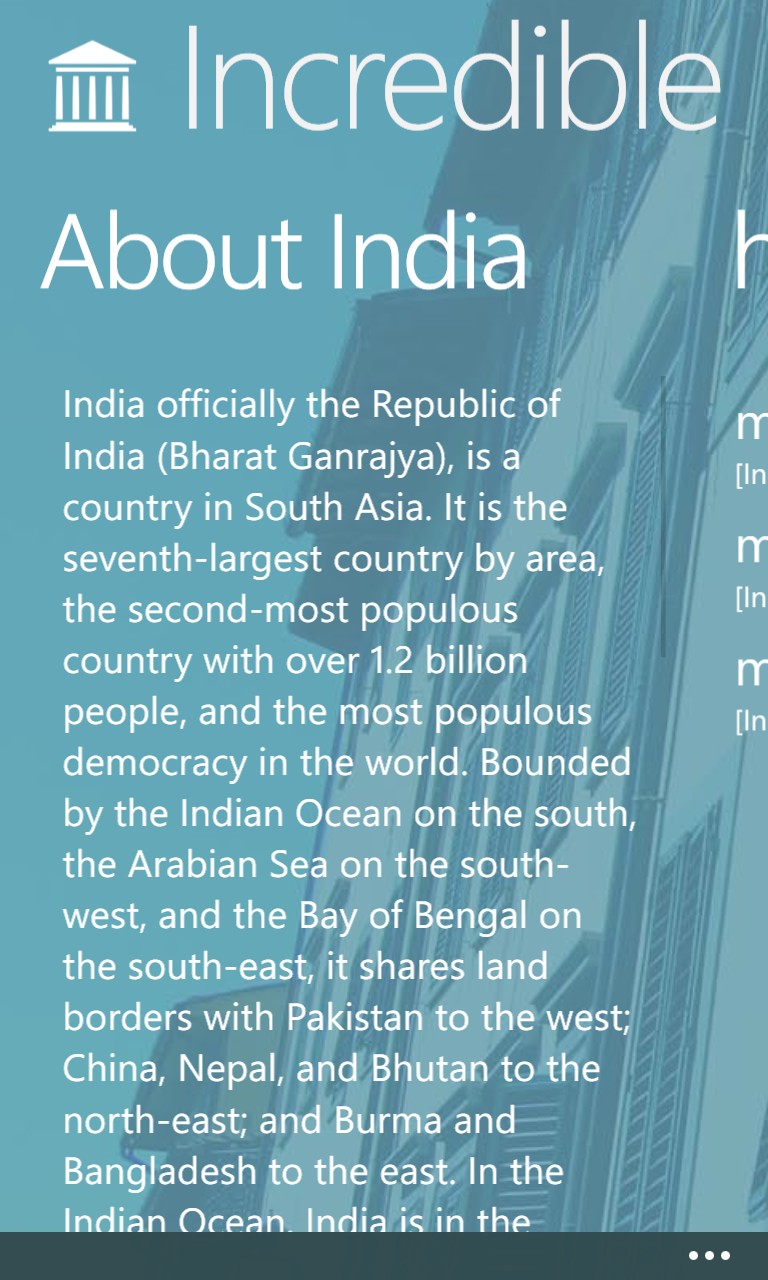 Incredible
About India
India officially the Republic of
India (Bharat Ganrajya), is a
country in South Asia. It is the
seventh-largest country by area,
the second-most populous
country with over 1.2 billion
people, and the most populous
democracy in the world. Bounded
by the Indian Ocean on the south,
the Arabian Sea on the south-
west, and the Bay of Bengal on
the south-east, it shares land
borders with Pakistan to the west;
China, Nepal, and Bhutan to the
north-east; and Burma and
Bangladesh to the east. In the
Indian Ocean, India is in the
h
m
[In
m
[In
m
[In